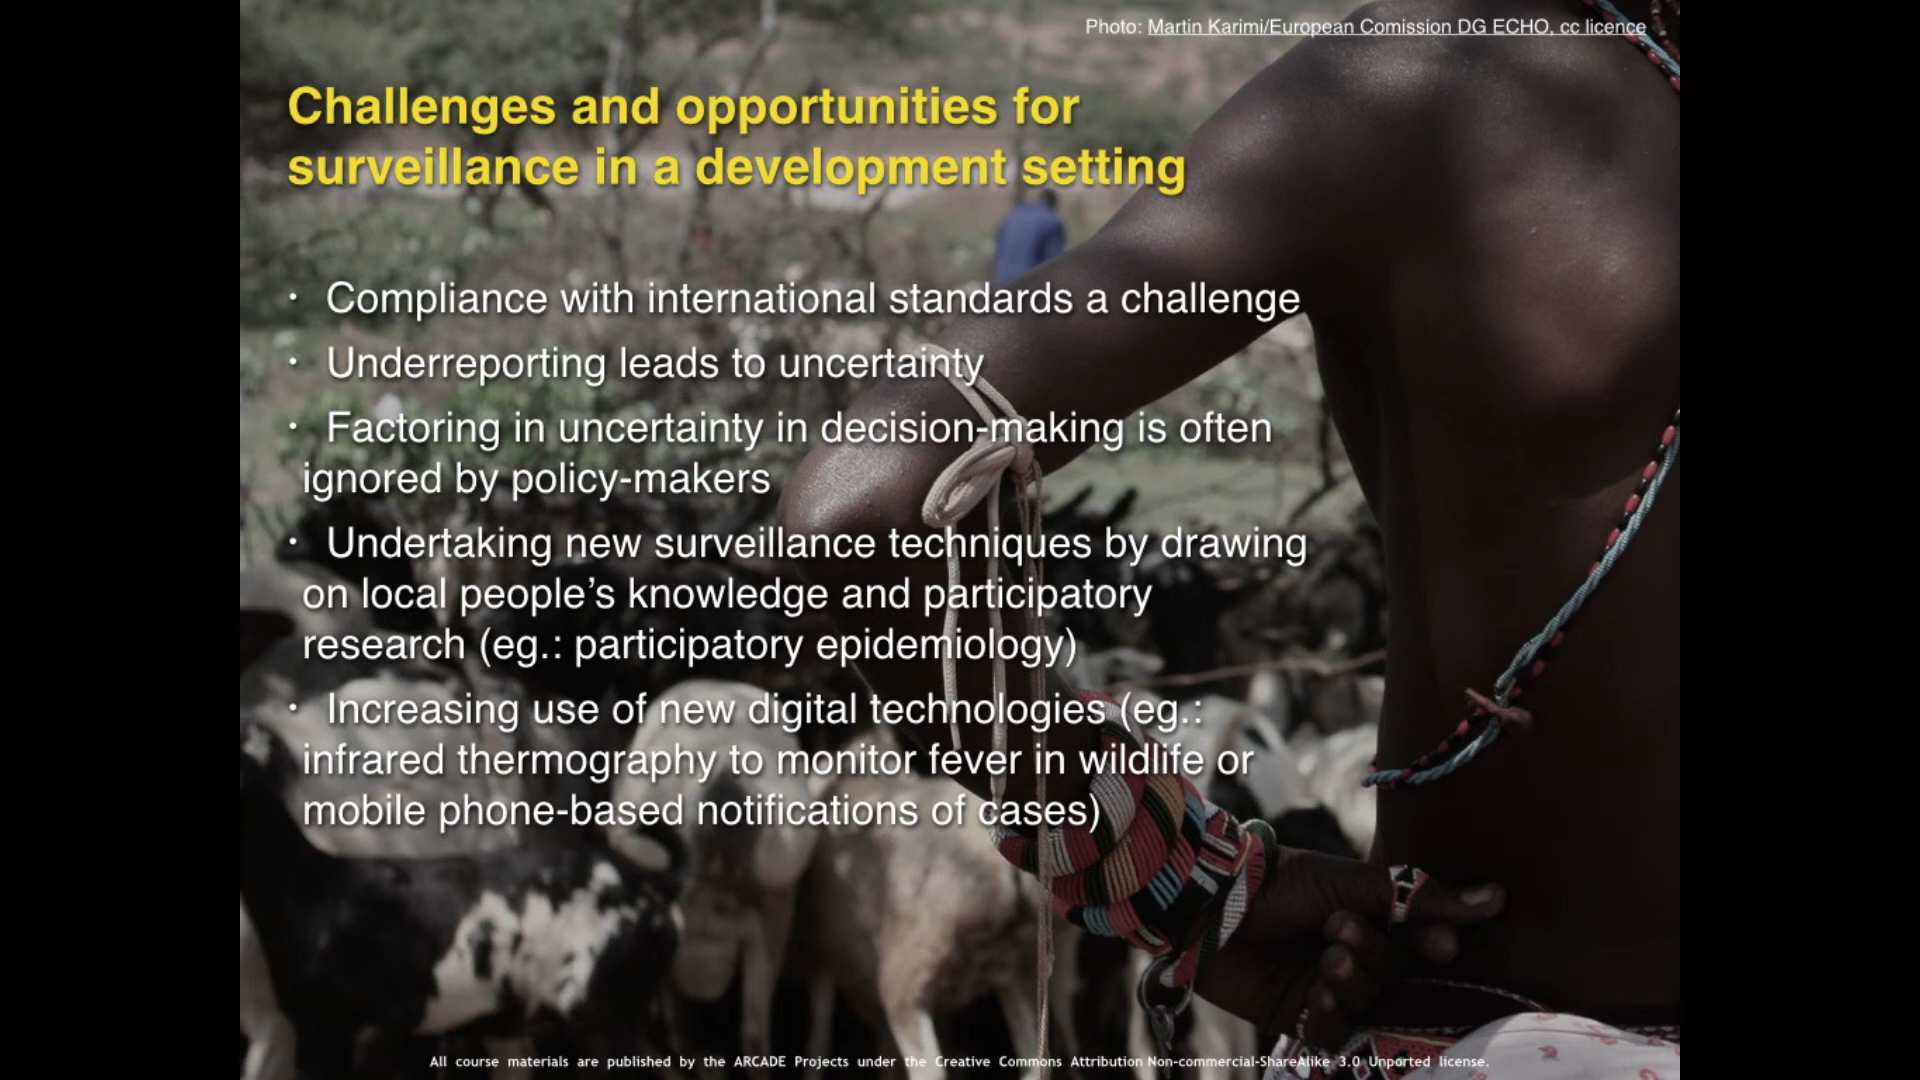 Photo: Martin Karimi/European Comission DG ECHO, cc licence
Challenges and opportunities for
surveillance in a development setting
· Compliance with international standards a challenge
· Underreporting leads to uncertainty
· Factoring in uncertainty in decision-making is often
ignored by policy-makers
· Undertaking new surveillance techniques by drawing
on local people’s knowledge and participatory
research (eg.: participatory epidemiology)
· Increasing use of new digital technologies (eg.:
infrared thermography to monitor fever in wildlife or
mobile phone-based notifications of cases)
All course materials are published by the ARCADE Projects under the Creative Commons Attribution Non-commercial-ShareAlike 3.0 Unported license.